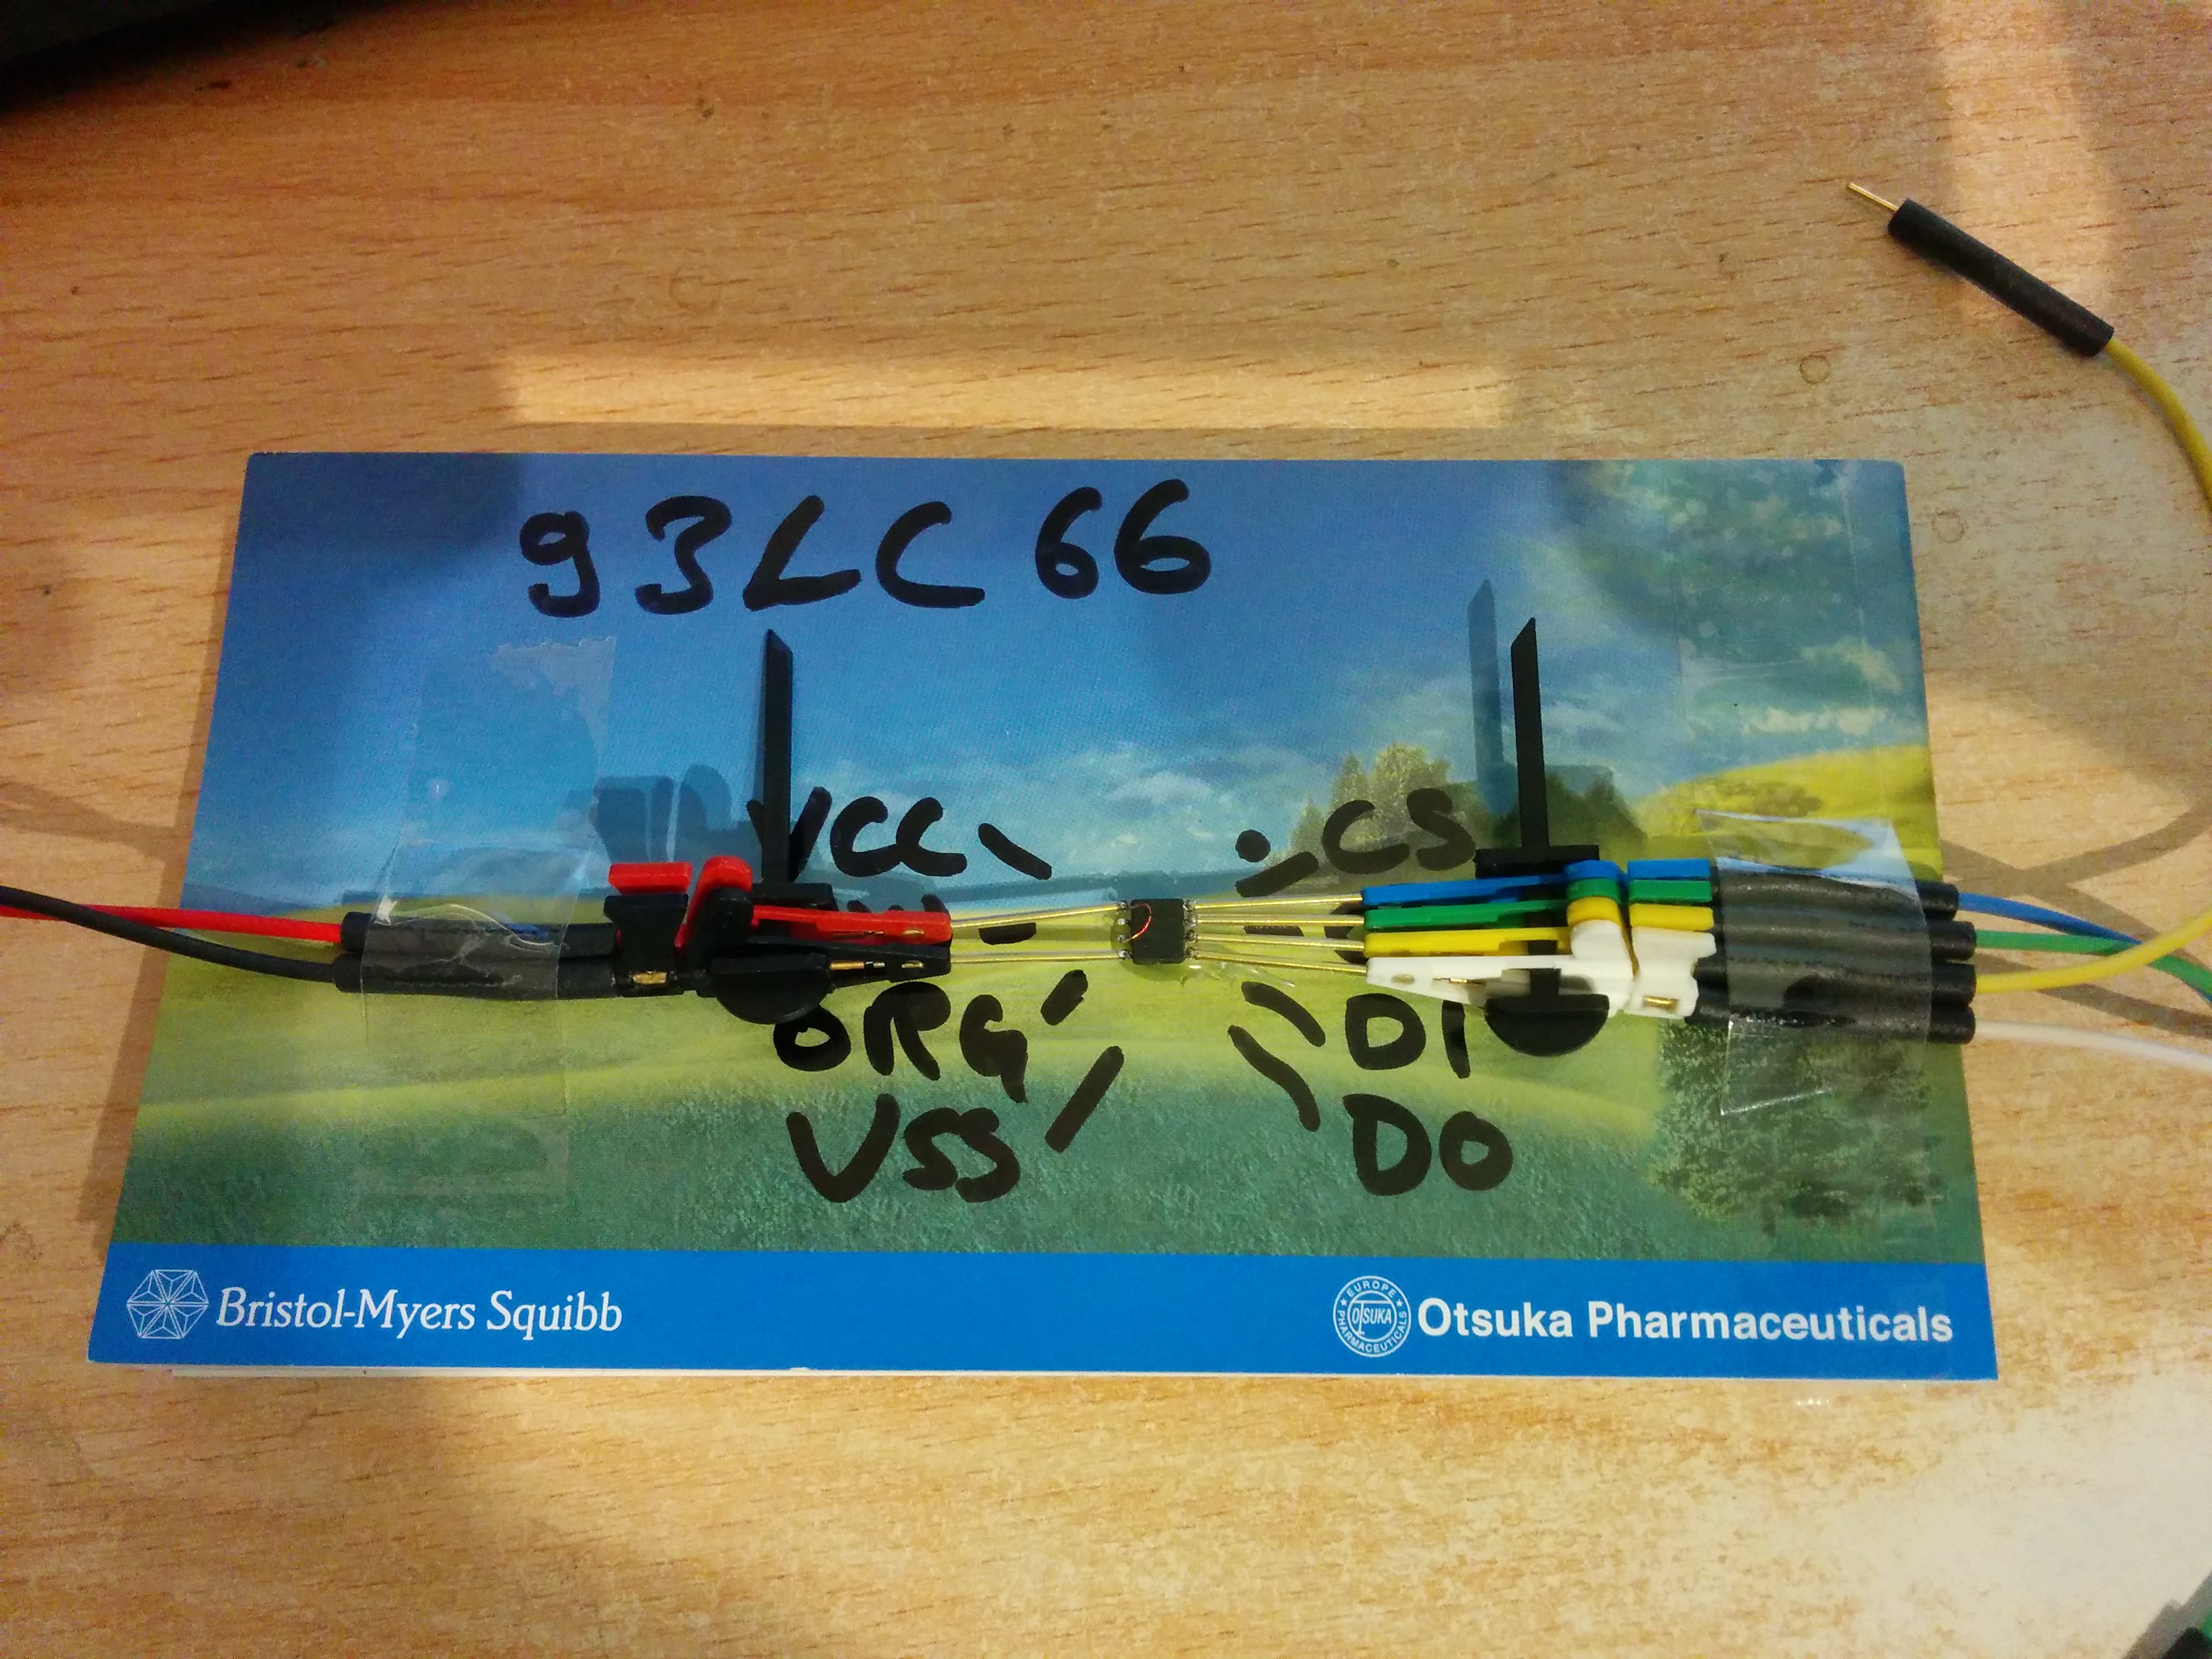 93LC66
VCC CS
ORG DI
VSS DO
Bristol-Myers Squibb
EUROPE
OTSUKA
PHARMACEUTICALS
Otsuka Pharmaceuticals